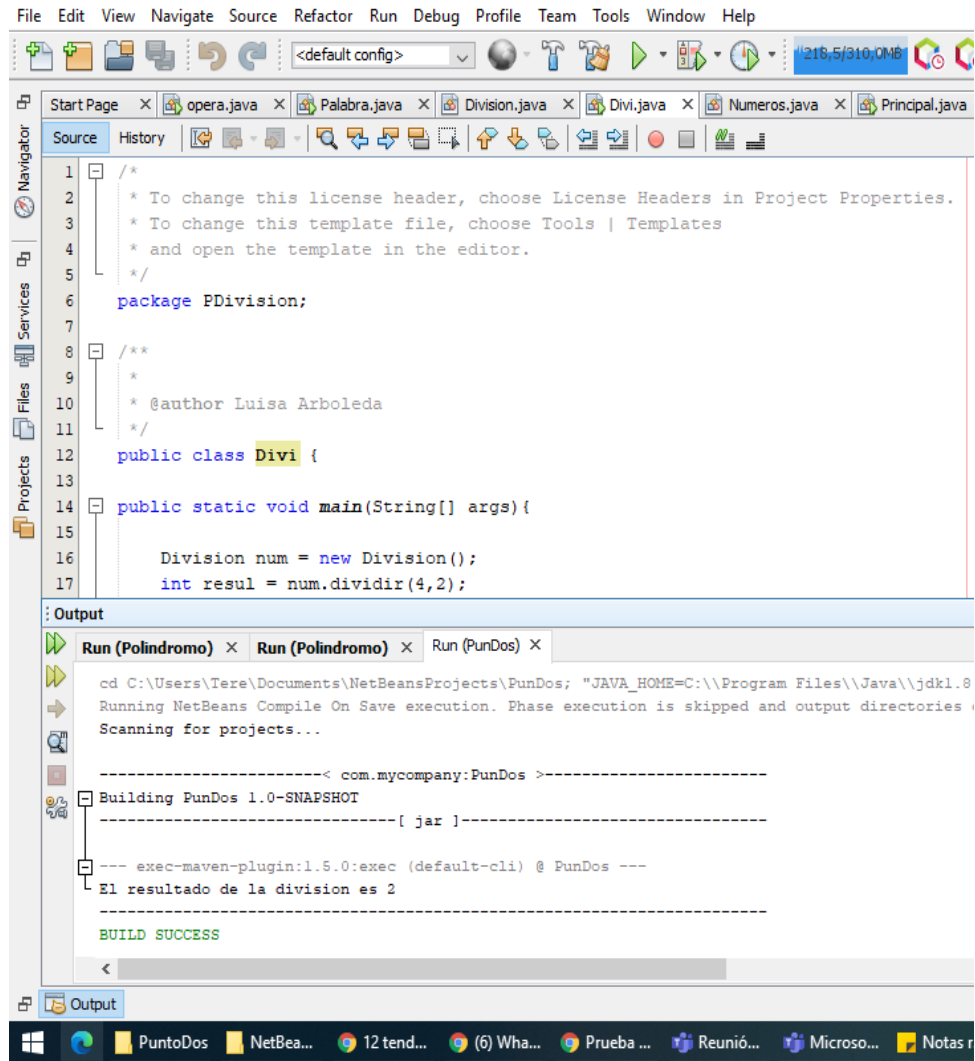 File Edit View Navigate Source Refactor Run Debug Profile Team Tools Window Help
<default config>
218,5/310,0MB
Start Page opera.java Palabra.java Division.java Divi.java Numeros.java Principal.java
Source History
Navigator
Services
Files
Projects
1 /*
2 * To change this license header, choose License Headers in Project Properties.
3 * To change this template file, choose Tools | Templates
4 * and open the template in the editor.
5 */
6 package PDivision;
7
8 /**
9 *
10 * @author Luisa Arboleda
11 */
12 public class Divi {
13
14 public static void main(String[] args){
15
16 Division num = new Division();
17 int resul = num.dividir(4,2);
Output
Run (Polindromo) Run (Polindromo) Run (PunDos)
cd C:\Users\Tere\Documents\NetBeansProjects\PunDos; "JAVA_HOME=C:\\Program Files\\Java\\jdk1.8
Running NetBeans Compile On Save execution. Phase execution is skipped and output directories
Scanning for projects...
------------------------< com.mycompany:PunDos >------------------------
Building PunDos 1.0-SNAPSHOT
--------------------------------[ jar ]---------------------------------
--- exec-maven-plugin:1.5.0:exec (default-cli) @ PunDos ---
El resultado de la division es 2
------------------------------------------------------------------------
BUILD SUCCESS
Output
PuntoDos NetBea... 12 tend... (6) Wha... Prueba ... Reunió... Microso... Notas r